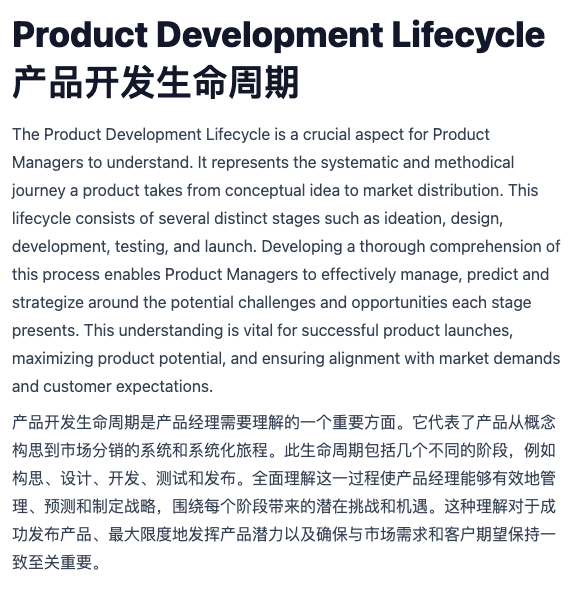 Product Development Lifecycle
产品开发生命周期
The Product Development Lifecycle is a crucial aspect for Product
Managers to understand. It represents the systematic and methodical
journey a product takes from conceptual idea to market distribution. This
lifecycle consists of several distinct stages such as ideation, design,
development, testing, and launch. Developing a thorough comprehension of
this process enables Product Managers to effectively manage, predict and
strategize around the potential challenges and opportunities each stage
presents. This understanding is vital for successful product launches,
maximizing product potential, and ensuring alignment with market demands
and customer expectations.
产品开发生命周期是产品经理需要理解的一个重要方面。它代表了产品从概念
构思到市场分销的系统和系统化旅程。此生命周期包括几个不同的阶段，例如
构思、设计、开发、测试和发布。全面理解这一过程使产品经理能够有效地管
理、预测和制定战略，围绕每个阶段带来的潜在挑战和机遇。这种理解对于成
功发布产品、最大限度地发挥产品潜力以及确保与市场需求和客户期望保持一
致至关重要。